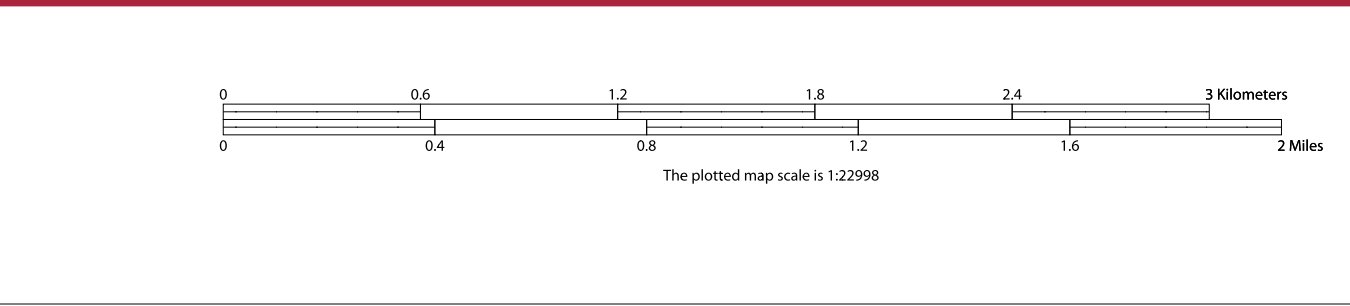 0 0.6 1.2 1.8 2.4 3 Kilometers
0 0.4 0.8 1.2 1.6 2 Miles
The plotted map scale is 1:22998